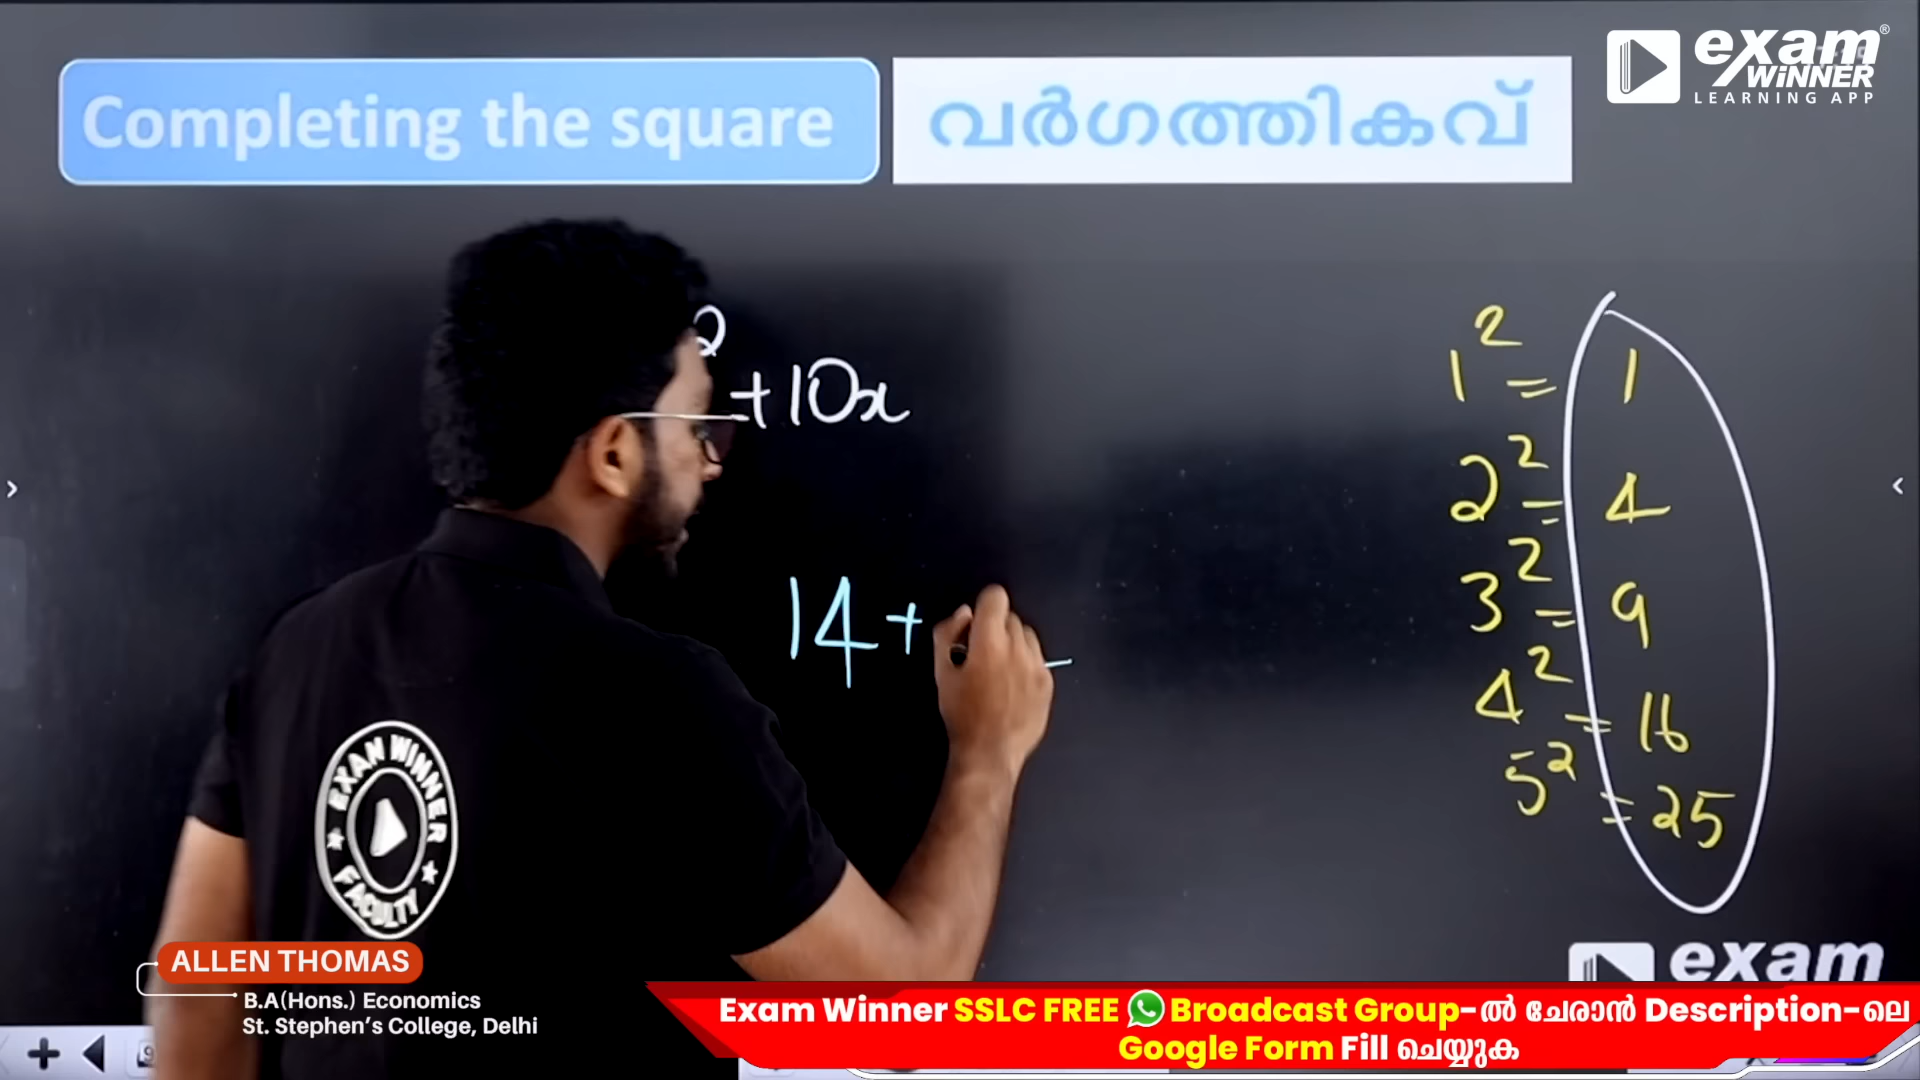 exam
WiNNER
LEARNING APP
Completing the square
വർഗത്തികവ്
2
+10x
14+
1² = 1
2² = 4
3² = 9
4² = 16
5² = 25
EXAM WINNER
FACULTY
ALLEN THOMAS
B.A(Hons.) Economics
St. Stephen's College, Delhi
exam
Exam Winner SSLC FREE Broadcast Group-ൽ ചേരാൻ Description-ലെ
Google Form Fill ചെയ്യുക